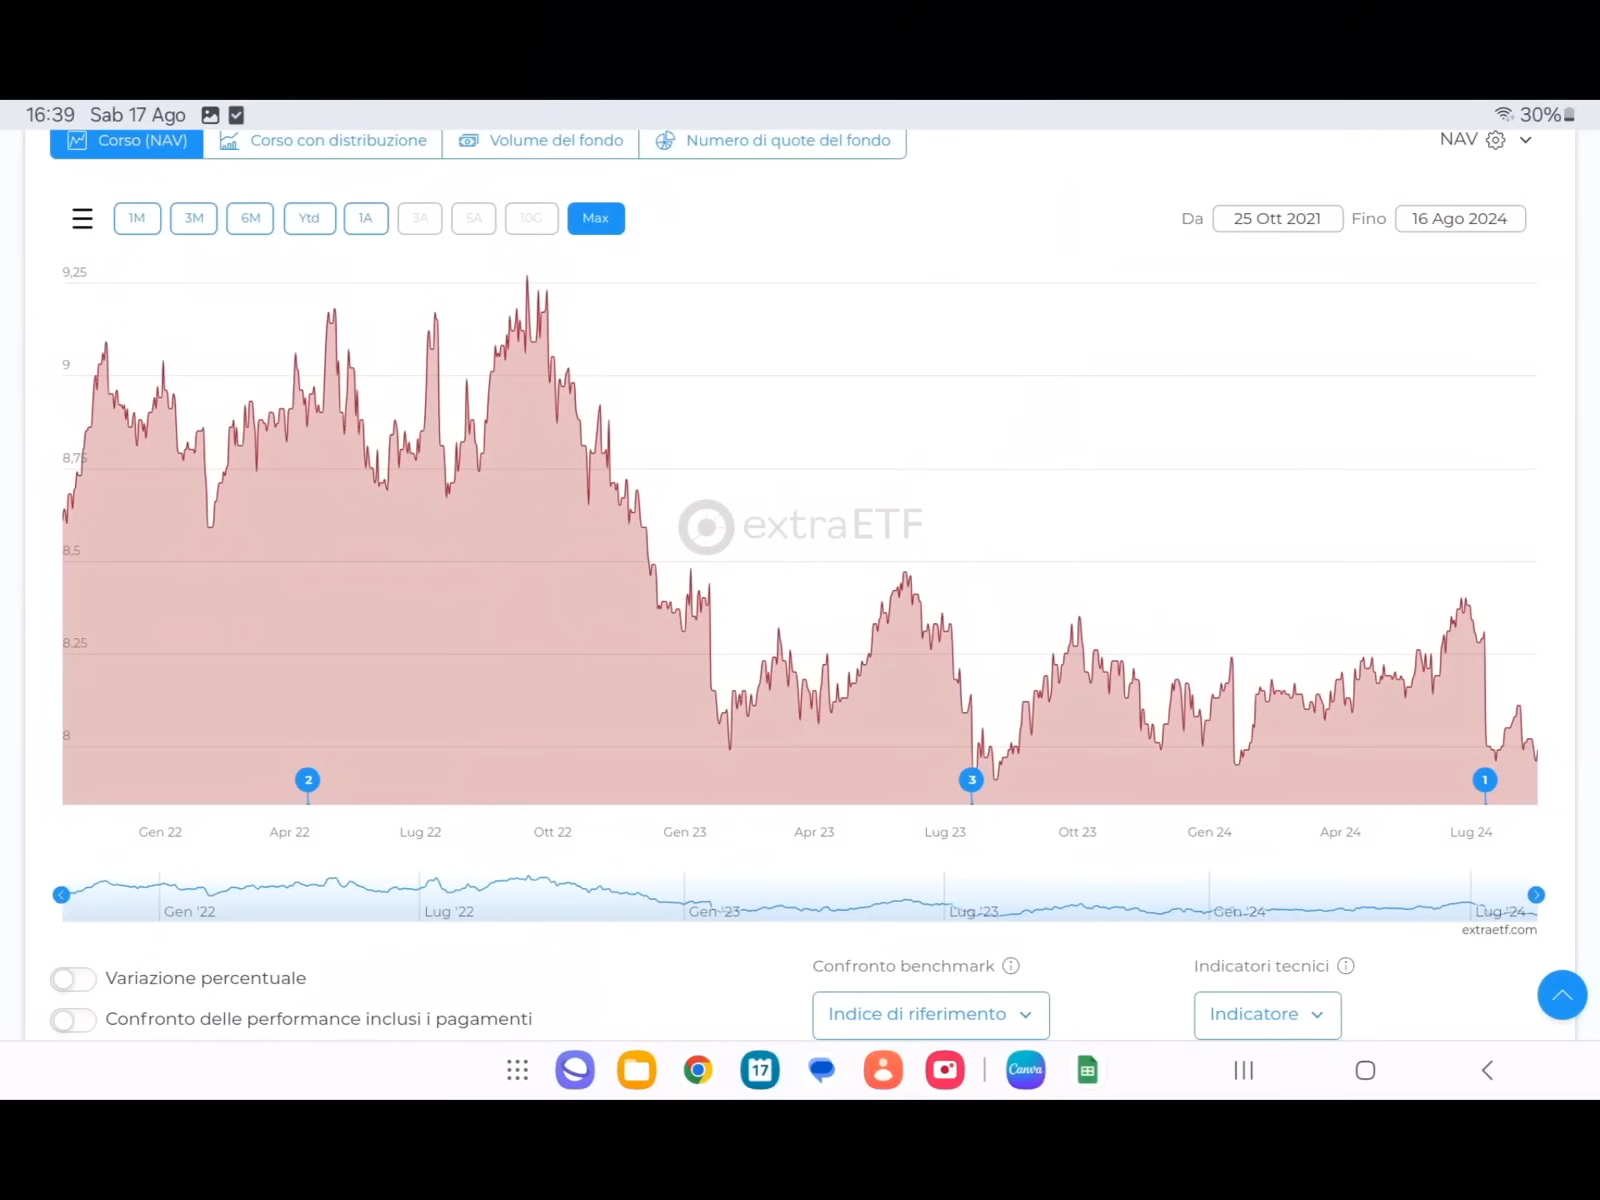 16:39 Sab 17 Ago 30%
Corso (NAV) Corso con distribuzione Volume del fondo Numero di quote del fondo NAV
1M 3M 6M Ytd 1A 3A 5A 10G Max Da 25 Ott 2021 Fino 16 Ago 2024
9,25
9
8,75
extraETF
8,5
8,25
8
2 3 1
Gen 22 Apr 22 Lug 22 Ott 22 Gen 23 Apr 23 Lug 23 Ott 23 Gen 24 Apr 24 Lug 24
Gen '22 Lug '22 Gen '23 Lug '23 Gen '24 Lug '24
extraetf.com
Variazione percentuale Confronto benchmark Indicatori tecnici
Confronto delle performance inclusi i pagamenti Indice di riferimento Indicatore
17 Canva